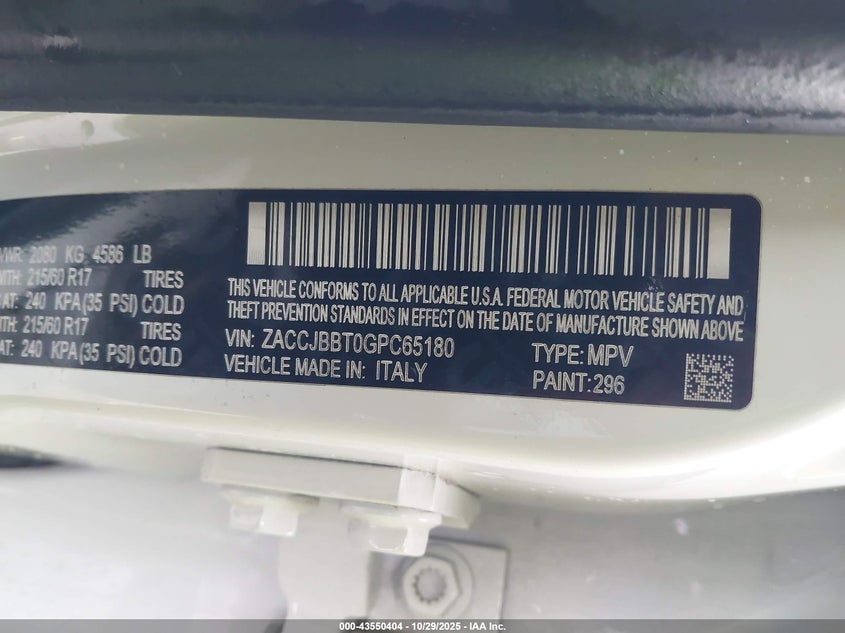 VWR: 2080 KG 4586 LB
MTH: 215/60 R17 TIRES
AT: 240 KPA(35 PSI) COLD
MTH: 215/60 R17 TIRES
AT: 240 KPA(35 PSI) COLD
THIS VEHICLE CONFORMS TO ALL APPLICABLE U.S.A. FEDERAL MOTOR VEHICLE SAFETY AND
THEFT PREVENTION STANDARDS IN EFFECT ON THE DATE OF MANUFACTURE SHOWN ABOVE
VIN: ZACCJBBT0GPC65180 TYPE: MPV
VEHICLE MADE IN: ITALY PAINT: 296
000-43550404 | 10/29/2025 - IAA Inc.